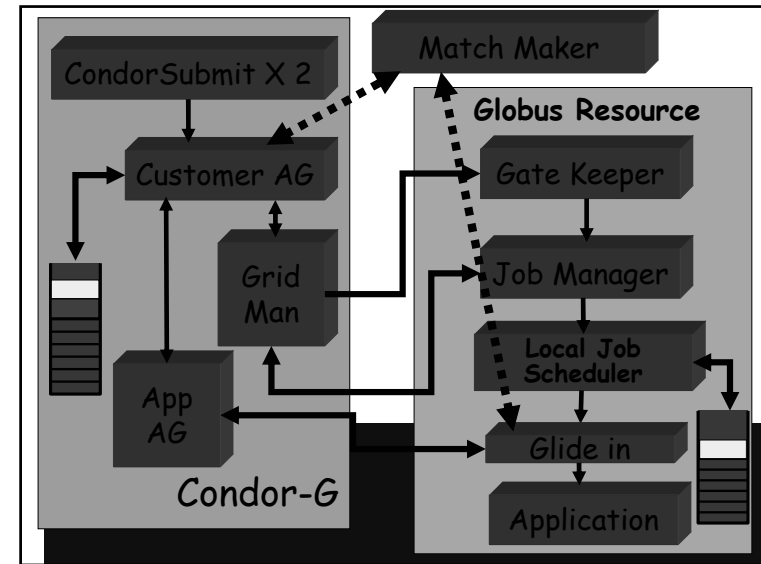 CondorSubmit X 2
Match Maker
Globus Resource
Customer AG
Gate Keeper
Grid
Man
Job Manager
Local Job
Scheduler
App
AG
Glide in
Condor-G
Application